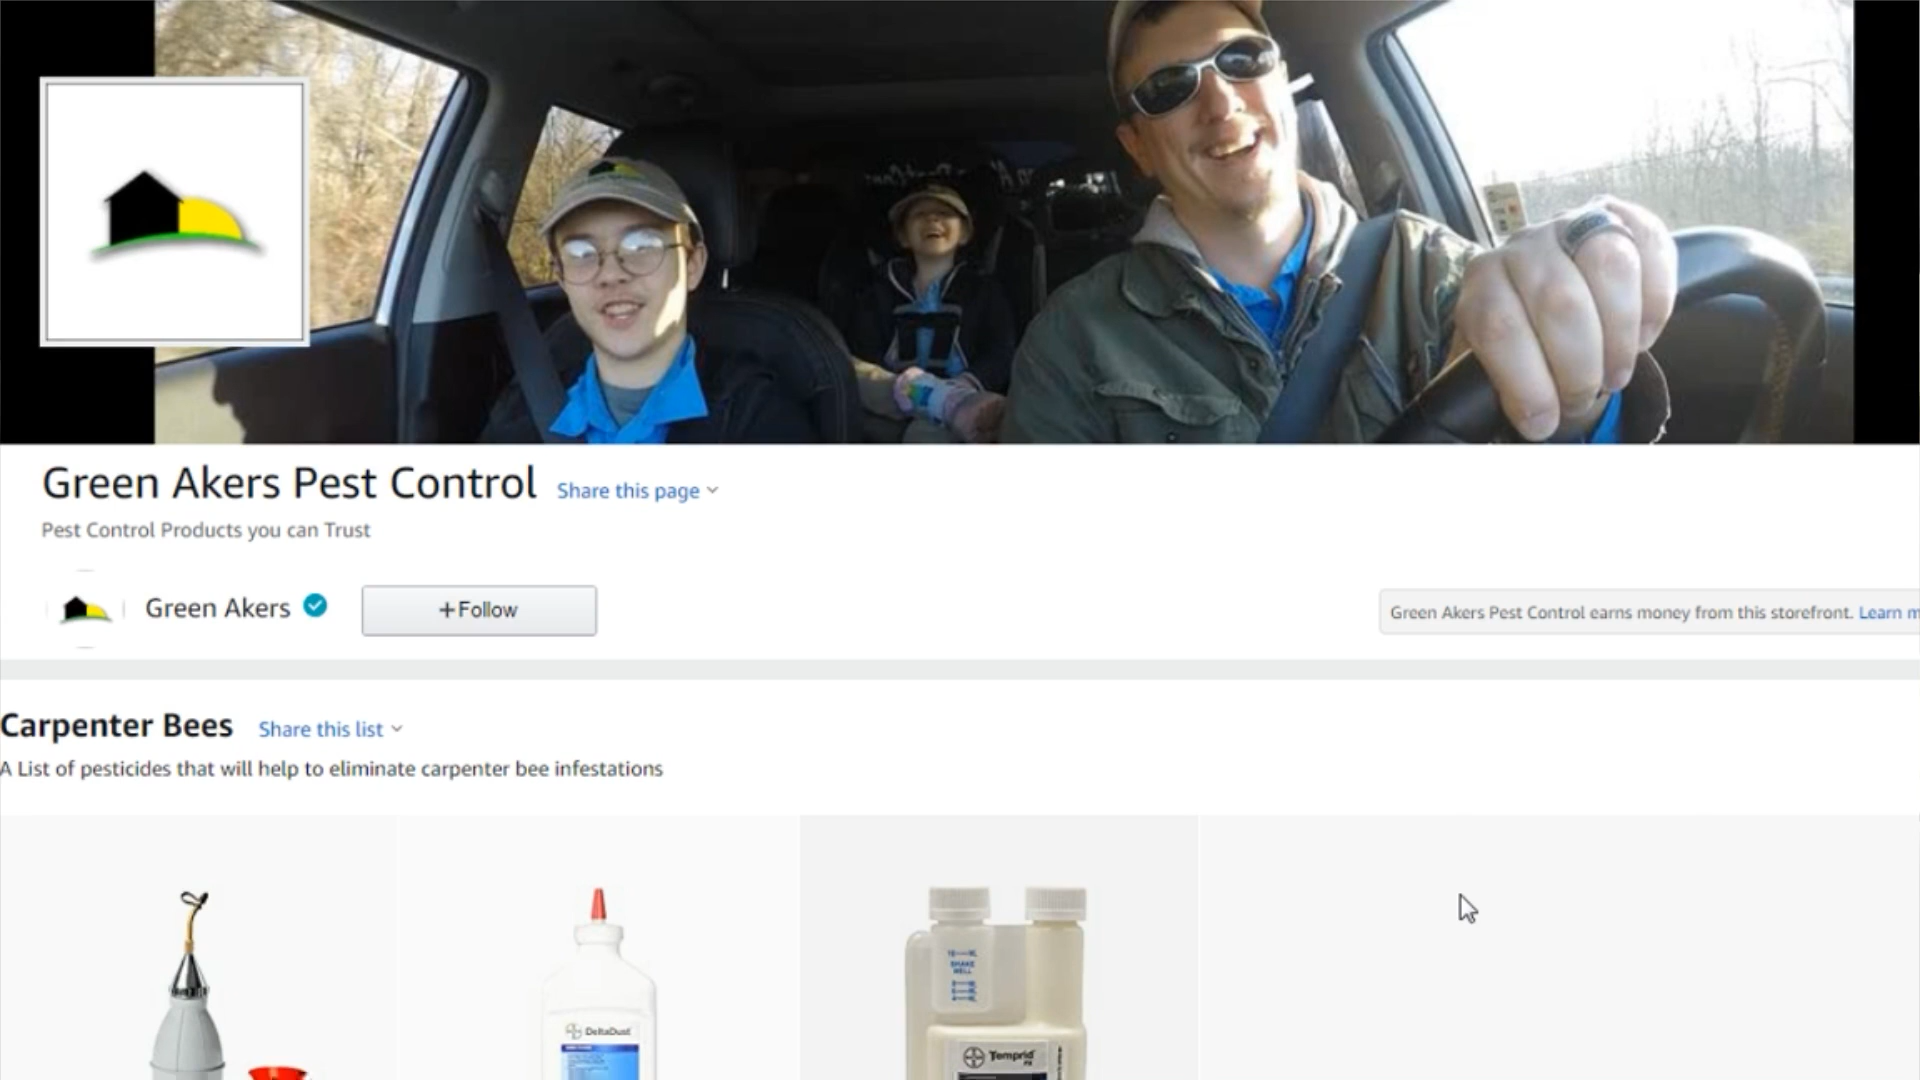 Green Akers Pest Control Share this page
Pest Control Products you can Trust
Green Akers +Follow
Green Akers Pest Control earns money from this storefront. Learn m
Carpenter Bees Share this list
A List of pesticides that will help to eliminate carpenter bee infestations
SHAKE
WELL
DeltaDust
Temprid